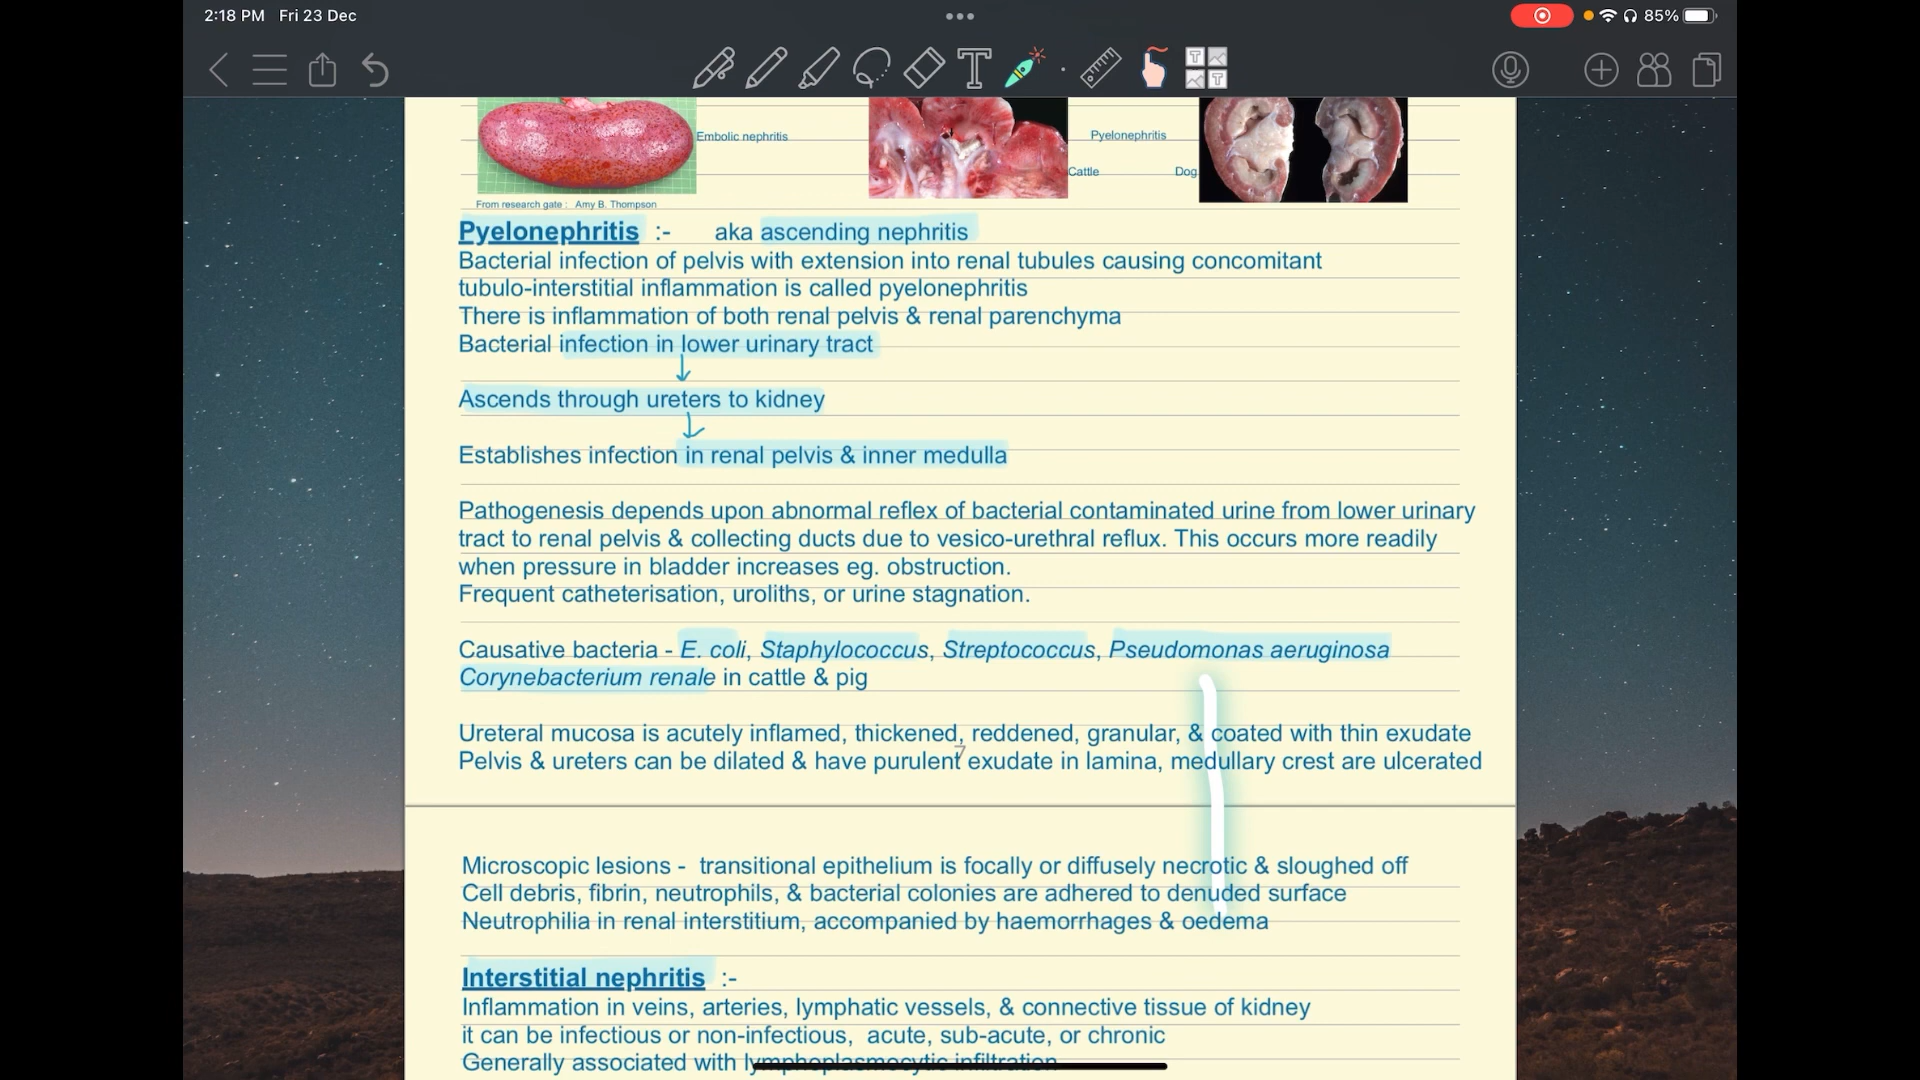 2:18 PM Fri 23 Dec
85%
Embolic nephritis
Pyelonephritis
Cattle
Dog
From research gate : Amy B. Thompson
Pyelonephritis :- aka ascending nephritis
Bacterial infection of pelvis with extension into renal tubules causing concomitant
tubulo-interstitial inflammation is called pyelonephritis
There is inflammation of both renal pelvis & renal parenchyma
Bacterial infection in lower urinary tract
Ascends through ureters to kidney
Establishes infection in renal pelvis & inner medulla
Pathogenesis depends upon abnormal reflex of bacterial contaminated urine from lower urinary
tract to renal pelvis & collecting ducts due to vesico-urethral reflux. This occurs more readily
when pressure in bladder increases eg. obstruction.
Frequent catheterisation, uroliths, or urine stagnation.
Causative bacteria - E. coli, Staphylococcus, Streptococcus, Pseudomonas aeruginosa
Corynebacterium renale in cattle & pig
Ureteral mucosa is acutely inflamed, thickened, reddened, granular, & coated with thin exudate
7
Pelvis & ureters can be dilated & have purulent exudate in lamina, medullary crest are ulcerated
Microscopic lesions - transitional epithelium is focally or diffusely necrotic & sloughed off
Cell debris, fibrin, neutrophils, & bacterial colonies are adhered to denuded surface
Neutrophilia in renal interstitium, accompanied by haemorrhages & oedema
Interstitial nephritis :-
Inflammation in veins, arteries, lymphatic vessels, & connective tissue of kidney
it can be infectious or non-infectious, acute, sub-acute, or chronic
Generally associated with lymphoplasmocytic infiltration